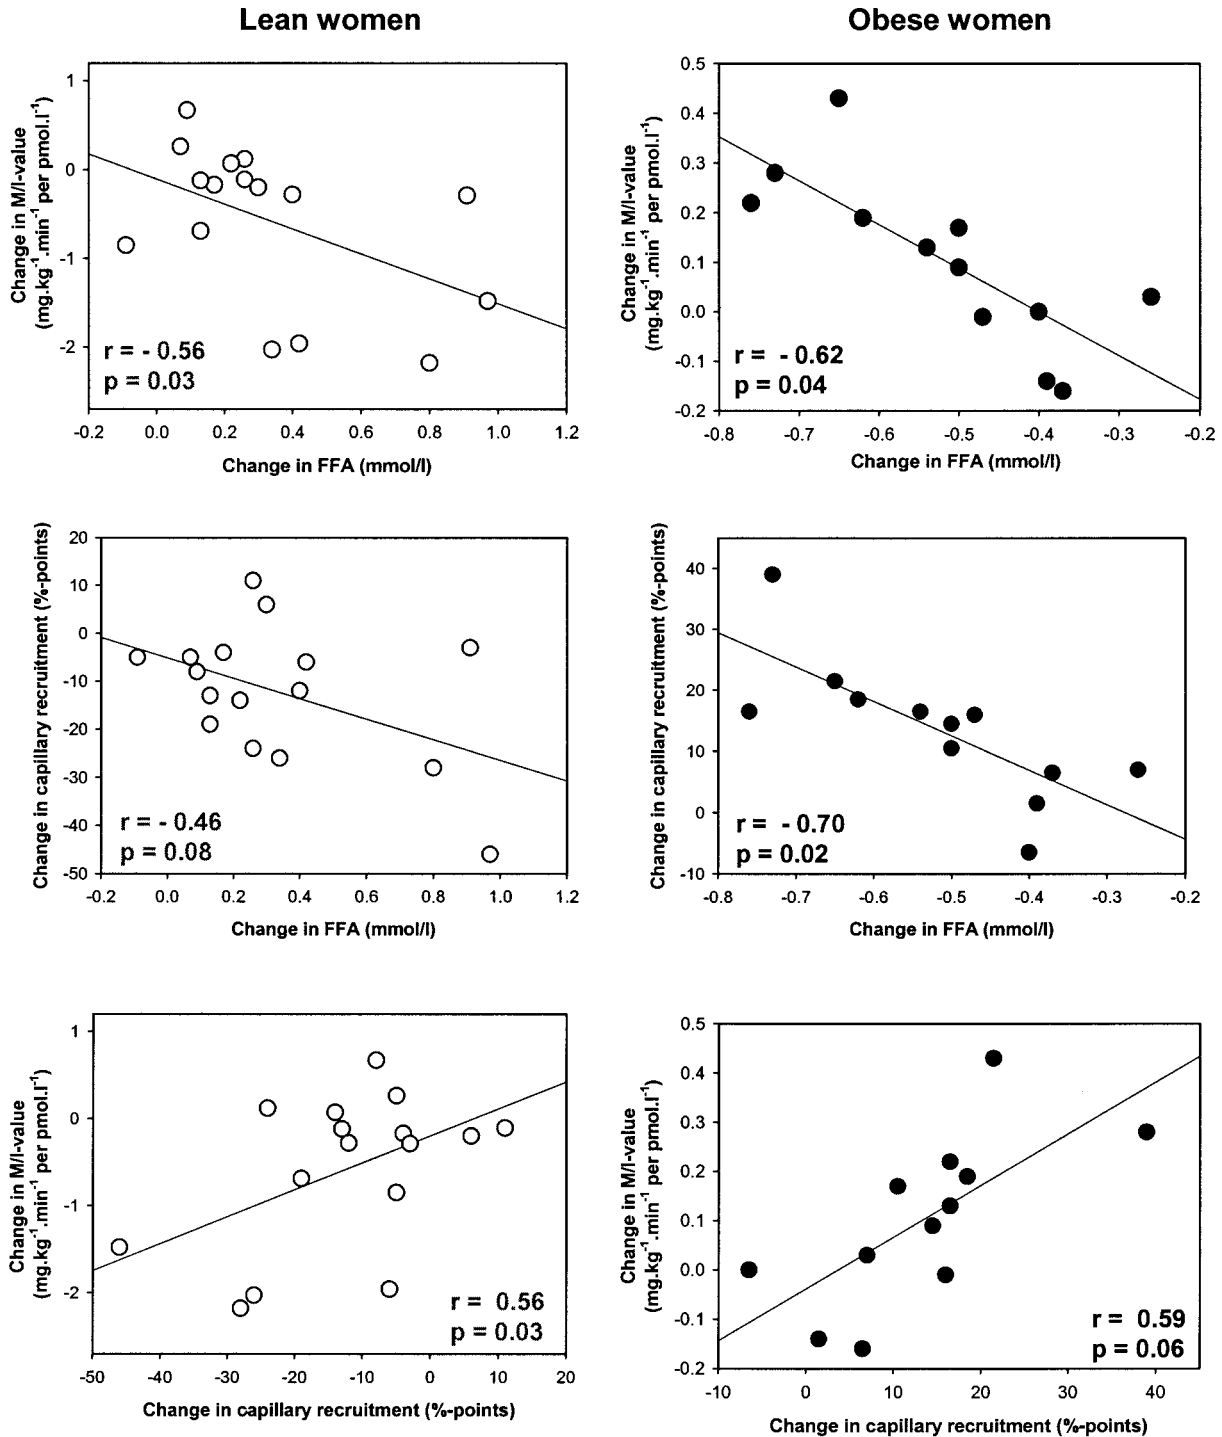 Lean women
Obese women
Change in M/I-value
(mg.kg⁻¹.min⁻¹ per pmol.l⁻¹)
1
0
-1
-2
r = - 0.56
p = 0.03
-0.2 0.0 0.2 0.4 0.6 0.8 1.0 1.2
Change in FFA (mmol/l)
Change in M/I-value
(mg.kg⁻¹.min⁻¹ per pmol.l⁻¹)
0.5
0.4
0.3
0.2
0.1
0.0
-0.1
-0.2
r = - 0.62
p = 0.04
-0.8 -0.7 -0.6 -0.5 -0.4 -0.3 -0.2
Change in FFA (mmol/l)
Change in capillary recruitment (%-points)
20
10
0
-10
-20
-30
-40
-50
r = - 0.46
p = 0.08
-0.2 0.0 0.2 0.4 0.6 0.8 1.0 1.2
Change in FFA (mmol/l)
Change in capillary recruitment (%-points)
40
30
20
10
0
-10
r = - 0.70
p = 0.02
-0.8 -0.7 -0.6 -0.5 -0.4 -0.3 -0.2
Change in FFA (mmol/l)
Change in M/I-value
(mg.kg⁻¹.min⁻¹ per pmol.l⁻¹)
1
0
-1
-2
r = 0.56
p = 0.03
-50 -40 -30 -20 -10 0 10 20
Change in capillary recruitment (%-points)
Change in M/I-value
(mg.kg⁻¹.min⁻¹ per pmol.l⁻¹)
0.5
0.4
0.3
0.2
0.1
0.0
-0.1
-0.2
r = 0.59
p = 0.06
-10 0 10 20 30 40
Change in capillary recruitment (%-points)